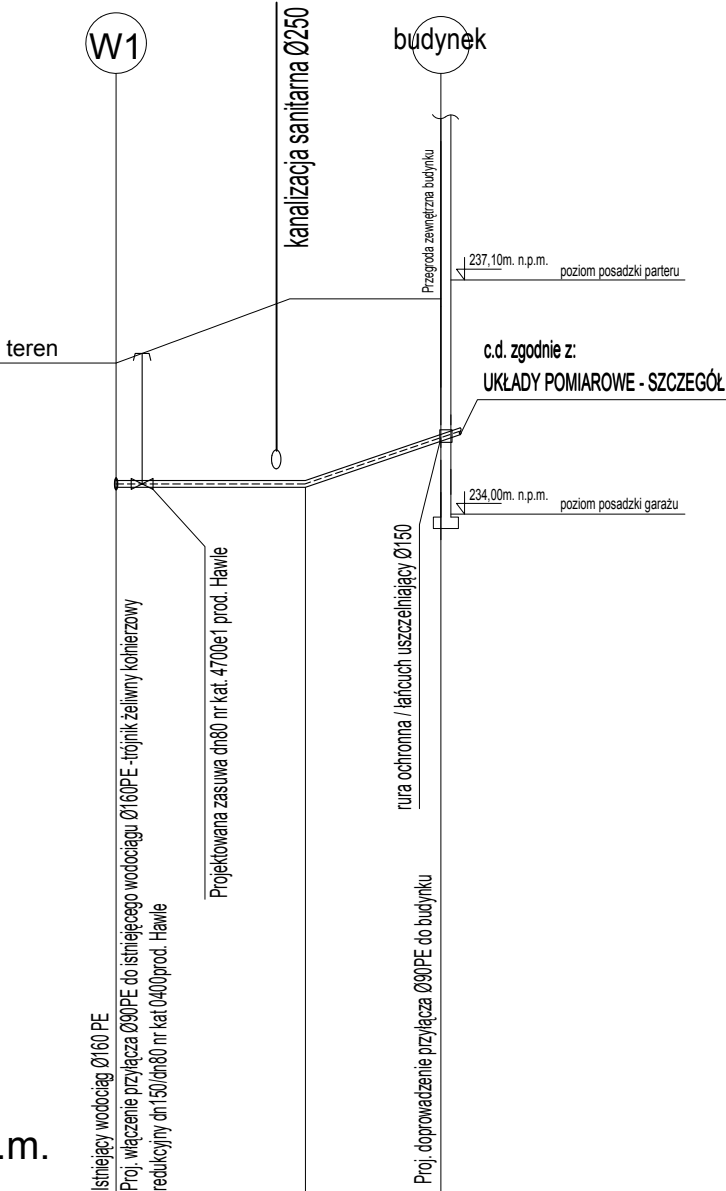 W1
kanalizacja sanitarna Ø250
budynek
Przegroda zewnętrzna budynku
237,10m. n.p.m.
poziom posadzki parteru
teren
c.d. zgodnie z:
UKŁADY POMIAROWE - SZCZEGÓŁ
234,00m. n.p.m.
poziom posadzki garażu
Projektowana zasuwa dn80 nr kat. 4700e1 prod. Hawle
rura ochronna / łańcuch uszczelniający Ø150
Istniejący wodociąg Ø160 PE
Proj. włączenie przyłącza Ø90PE do istniejęcego wodociągu Ø160PE -trójnik żeliwny kołnierzowy
redukcyjny dn150/dn80 nr kat 0400prod. Hawle
Proj. doprowadzenie przyłącza Ø90PE do budynku
.m.